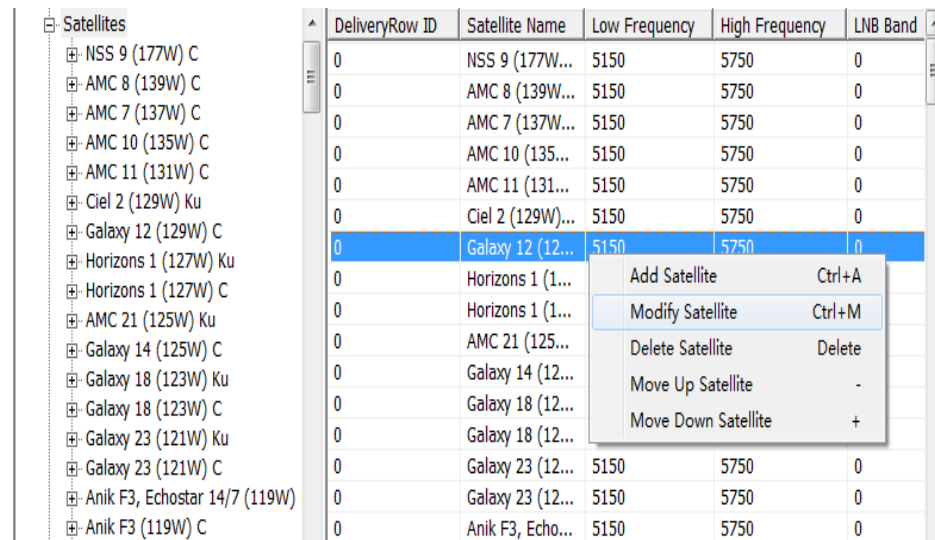 Satellites
NSS 9 (177W) C
AMC 8 (139W) C
AMC 7 (137W) C
AMC 10 (135W) C
AMC 11 (131W) C
Ciel 2 (129W) Ku
Galaxy 12 (129W) C
Horizons 1 (127W) Ku
Horizons 1 (127W) C
AMC 21 (125W) Ku
Galaxy 14 (125W) C
Galaxy 18 (123W) Ku
Galaxy 18 (123W) C
Galaxy 23 (121W) Ku
Galaxy 23 (121W) C
Anik F3, Echostar 14/7 (119W)
Anik F3 (119W) C
DeliveryRow ID Satellite Name Low Frequency High Frequency LNB Band
0 NSS 9 (177W... 5150 5750 0
0 AMC 8 (139W... 5150 5750 0
0 AMC 7 (137W... 5150 5750 0
0 AMC 10 (135... 5150 5750 0
0 AMC 11 (131... 5150 5750 0
0 Ciel 2 (129W)... 5150 5750 0
0 Galaxy 12 (12... 5150 5750 0
0 Horizons 1 (1...
0 Horizons 1 (1...
0 AMC 21 (125...
0 Galaxy 14 (12...
0 Galaxy 18 (12...
0 Galaxy 18 (12...
0 Galaxy 23 (12... 5150 5750 0
0 Galaxy 23 (12... 5150 5750 0
0 Anik F3, Echo... 5150 5750 0
Add Satellite Ctrl+A
Modify Satellite Ctrl+M
Delete Satellite Delete
Move Up Satellite -
Move Down Satellite +